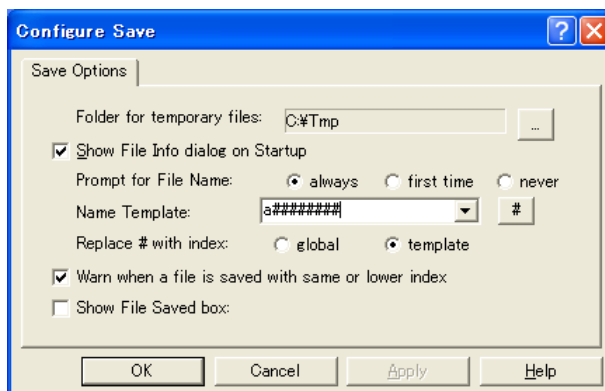 Configure Save
Save Options
Folder for temporary files: C:¥Tmp ...
Show File Info dialog on Startup
Prompt for File Name: always first time never
Name Template: a######## #
Replace # with index: global template
Warn when a file is saved with same or lower index
Show File Saved box:
OK Cancel Apply Help